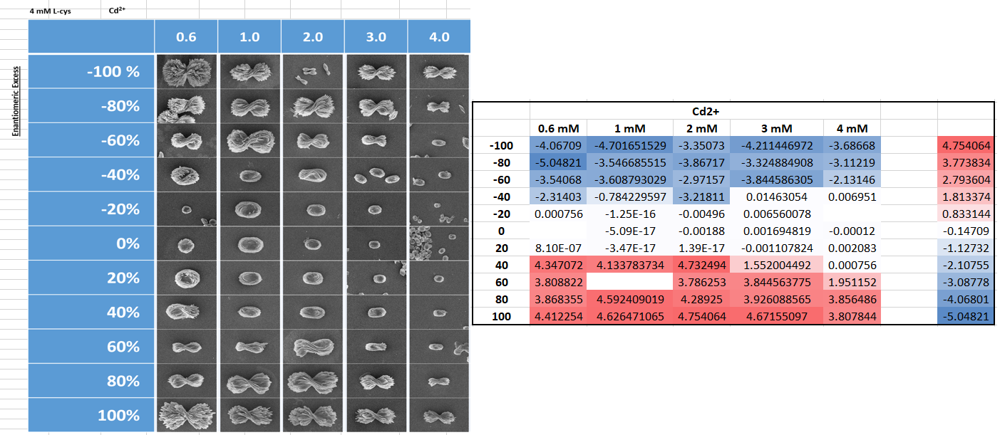 4 mM L-cys Cd2+
0.6 1.0 2.0 3.0 4.0
Enantiomeric Excess
-100 %
-80%
-60%
-40%
-20%
0%
20%
40%
60%
80%
100%
Cd2+
0.6 mM 1 mM 2 mM 3 mM 4 mM
-100 -4.06709 -4.701651529 -3.35073 -4.211446972 -3.68668 4.754064
-80 -5.04821 -3.546685515 -3.86717 -3.324884908 -3.11219 3.773834
-60 -3.54068 -3.608793029 -2.97157 -3.844586305 -2.13146 2.793604
-40 -2.31403 -0.784229597 -3.21811 0.01463054 0.006951 1.813374
-20 0.000756 -1.25E-16 -0.00496 0.006560078 0.833144
0 -5.09E-17 -0.00188 0.001694819 -0.00012 -0.14709
20 8.10E-07 -3.47E-17 1.39E-17 -0.001107824 0.002083 -1.12732
40 4.347072 4.133783734 4.732494 1.552004492 0.000756 -2.10755
60 3.808822 3.786253 3.844563775 1.951152 -3.08778
80 3.868355 4.592409019 4.28925 3.926088565 3.856486 -4.06801
100 4.412254 4.626471065 4.754064 4.67155097 3.807844 -5.04821